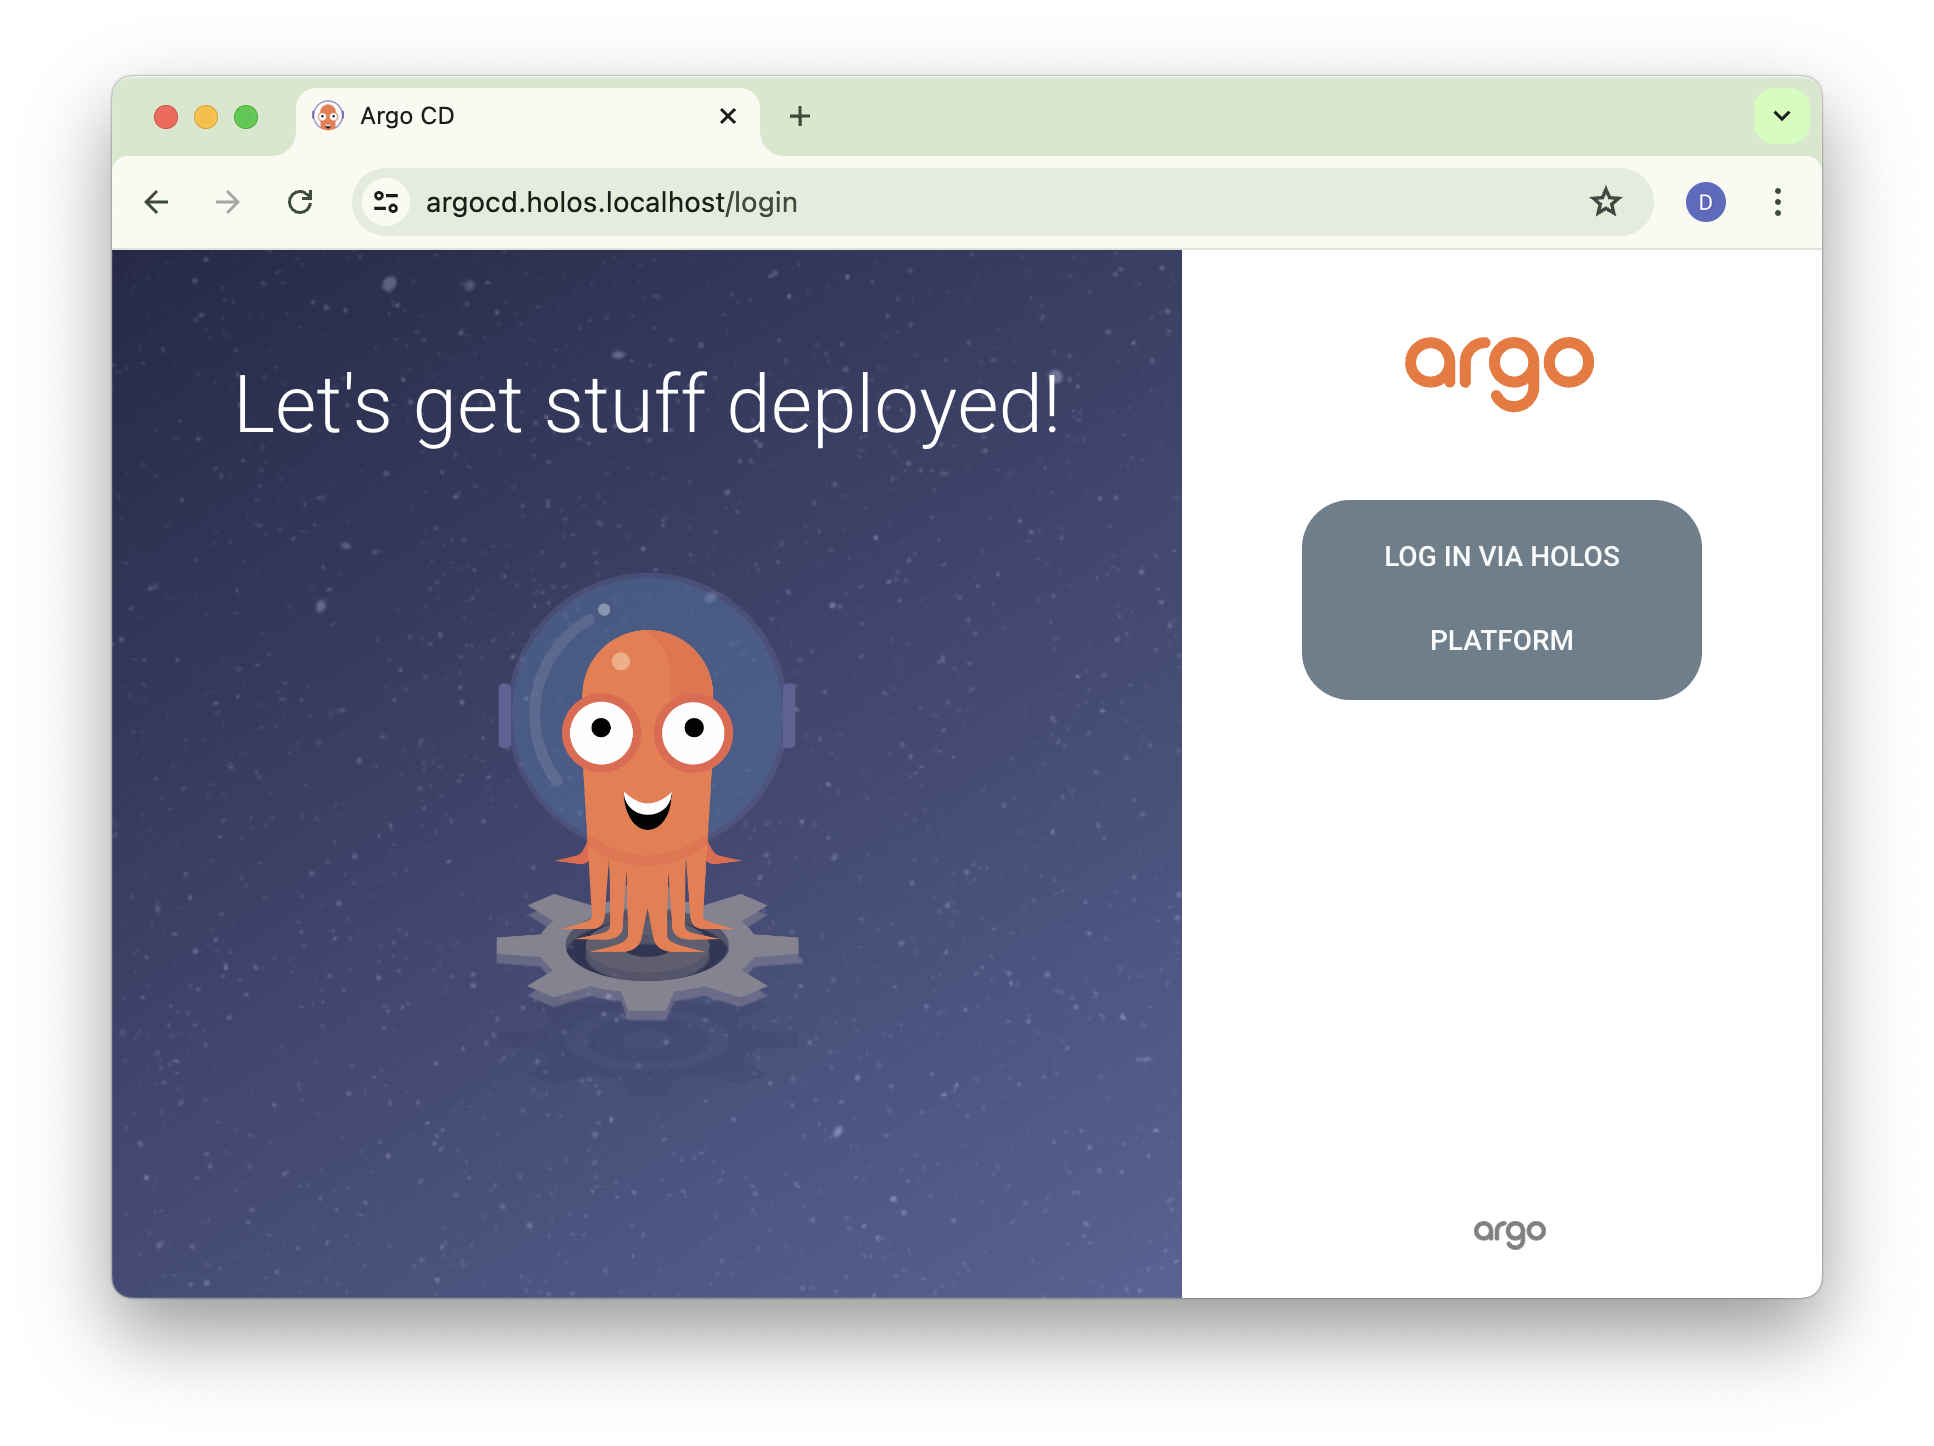 Argo CD
argocd.holos.localhost/login
D
Let's get stuff deployed!
argo
LOG IN VIA HOLOS
PLATFORM
argo